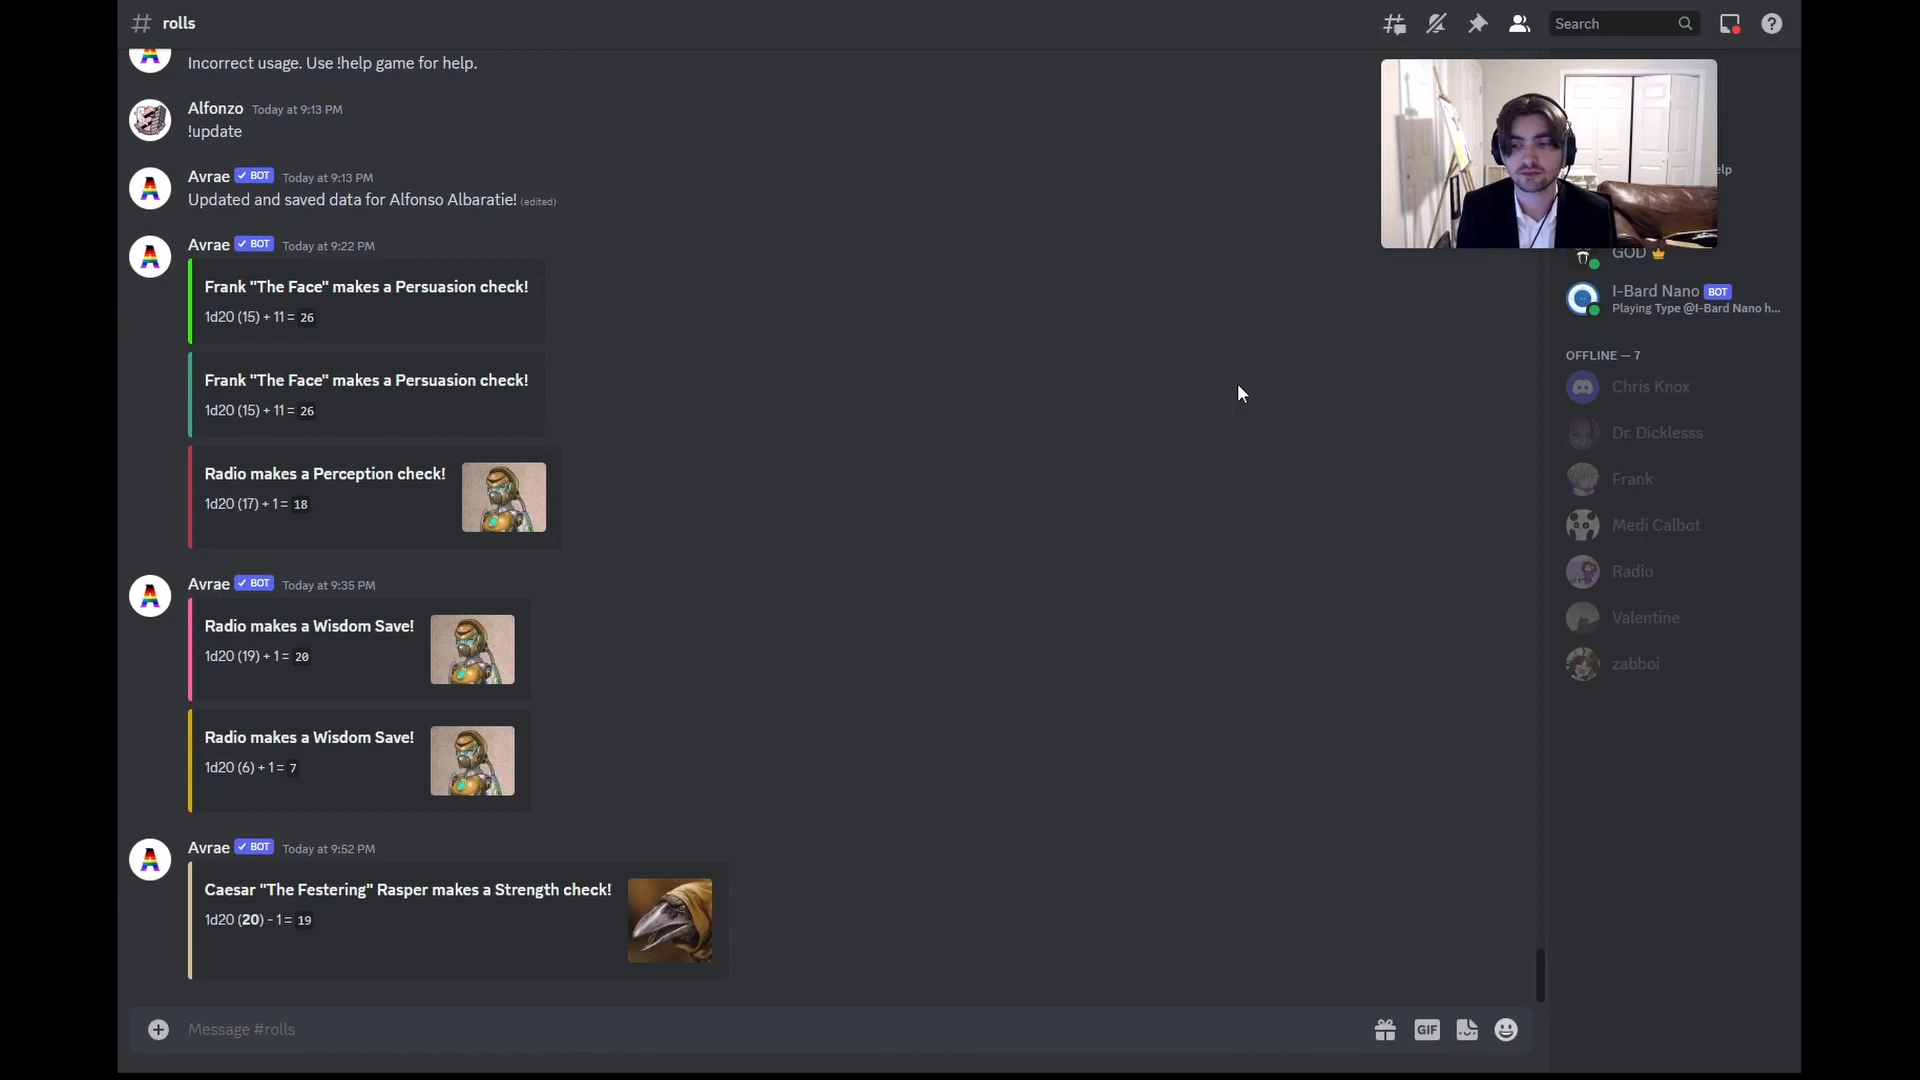 rolls
Search
Incorrect usage. Use !help game for help.
Alfonzo Today at 9:13 PM
!update
Avrae BOT Today at 9:13 PM
Updated and saved data for Alfonso Albaratie! (edited)
Avrae BOT Today at 9:22 PM
Frank "The Face" makes a Persuasion check!
1d20 (15) + 11 = 26
Frank "The Face" makes a Persuasion check!
1d20 (15) + 11 = 26
Radio makes a Perception check!
1d20 (17) + 1 = 18
Avrae BOT Today at 9:35 PM
Radio makes a Wisdom Save!
1d20 (19) + 1 = 20
Radio makes a Wisdom Save!
1d20 (6) + 1 = 7
Avrae BOT Today at 9:52 PM
Caesar "The Festering" Rasper makes a Strength check!
1d20 (20) - 1 = 19
Message #rolls
GIF
elp
GOD
I-Bard Nano BOT
Playing Type @I-Bard Nano h...
OFFLINE — 7
Chris Knox
Dr. Dicklesss
Frank
Medi Calbot
Radio
Valentine
zabboi